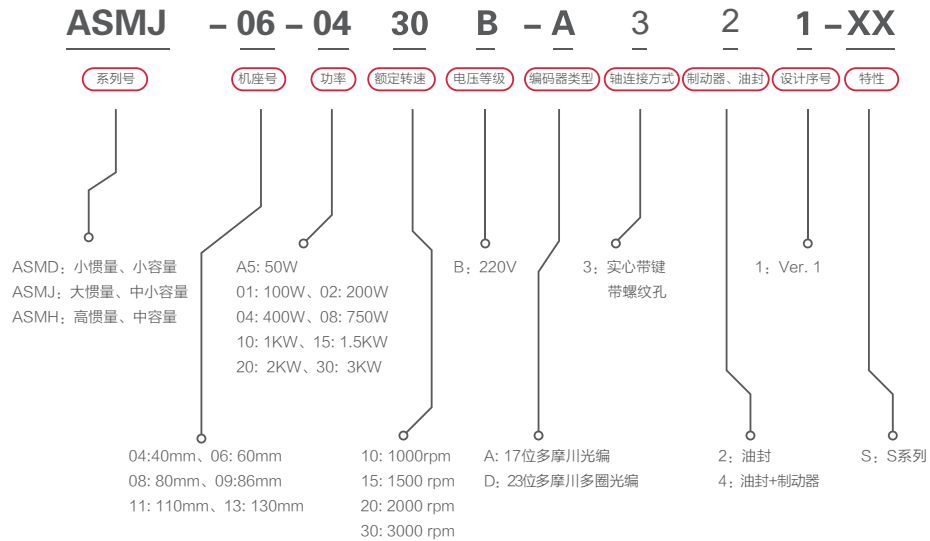 ASMJ – 06 – 04 30 B – A 3 2 1 – XX
系列号 机座号 功率 额定转速 电压等级 编码器类型 轴连接方式 制动器、油封 设计序号 特性
ASMD：小惯量、小容量
ASMJ：大惯量、中小容量
ASMH：高惯量、中容量
A5: 50W
01: 100W、02: 200W
04: 400W、08: 750W
10: 1KW、15: 1.5KW
20: 2KW、30: 3KW
B：220V
3：实心带键
带螺纹孔
1：Ver. 1
04:40mm、06: 60mm
08: 80mm、09:86mm
11: 110mm、13: 130mm
10: 1000rpm
15: 1500 rpm
20: 2000 rpm
30: 3000 rpm
A: 17位多摩川光编
D: 23位多摩川多圈光编
2：油封
4：油封+制动器
S：S系列